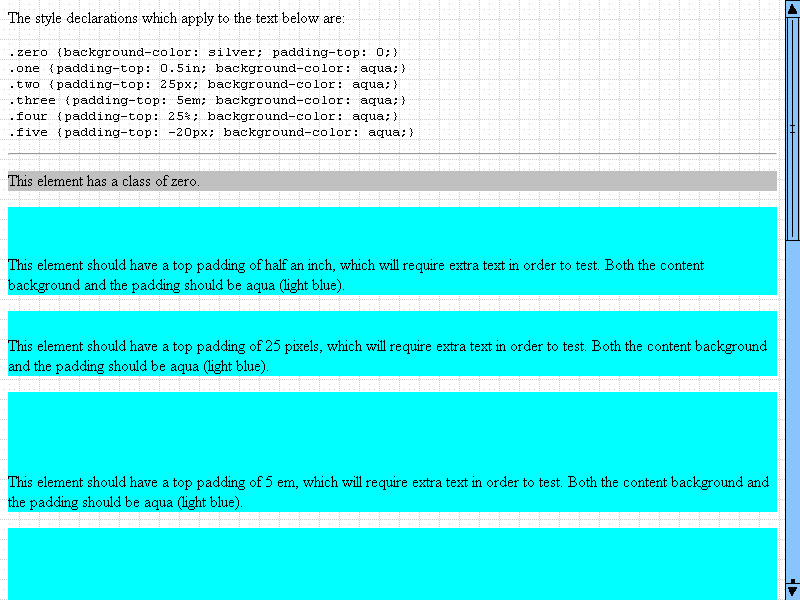 The style declarations which apply to the text below are:
.zero {background-color: silver; padding-top: 0;}
.one {padding-top: 0.5in; background-color: aqua;}
.two {padding-top: 25px; background-color: aqua;}
.three {padding-top: 5em; background-color: aqua;}
.four {padding-top: 25%; background-color: aqua;}
.five {padding-top: -20px; background-color: aqua;}
This element has a class of zero.
This element should have a top padding of half an inch, which will require extra text in order to test. Both the content
background and the padding should be aqua (light blue).
This element should have a top padding of 25 pixels, which will require extra text in order to test. Both the content background
and the padding should be aqua (light blue).
This element should have a top padding of 5 em, which will require extra text in order to test. Both the content background and
the padding should be aqua (light blue).